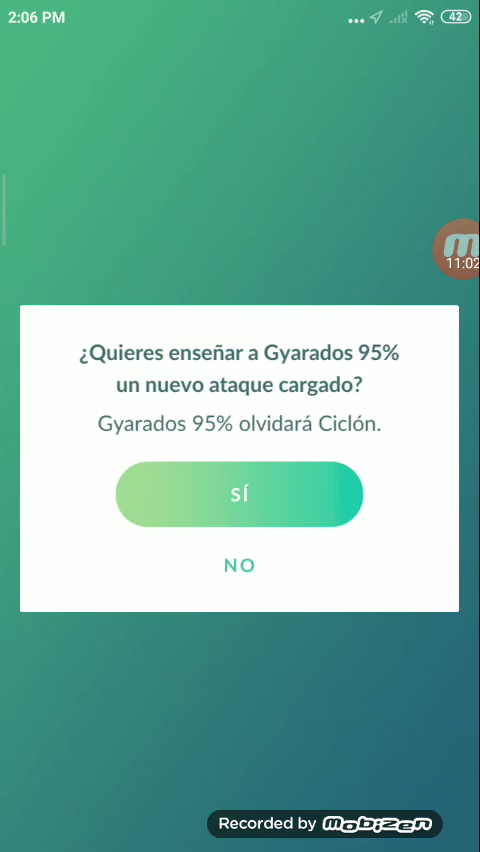 2:06 PM
42
11:02
¿Quieres enseñar a Gyarados 95%
un nuevo ataque cargado?
Gyarados 95% olvidará Ciclón.
SÍ
NO
Recorded by mobizen